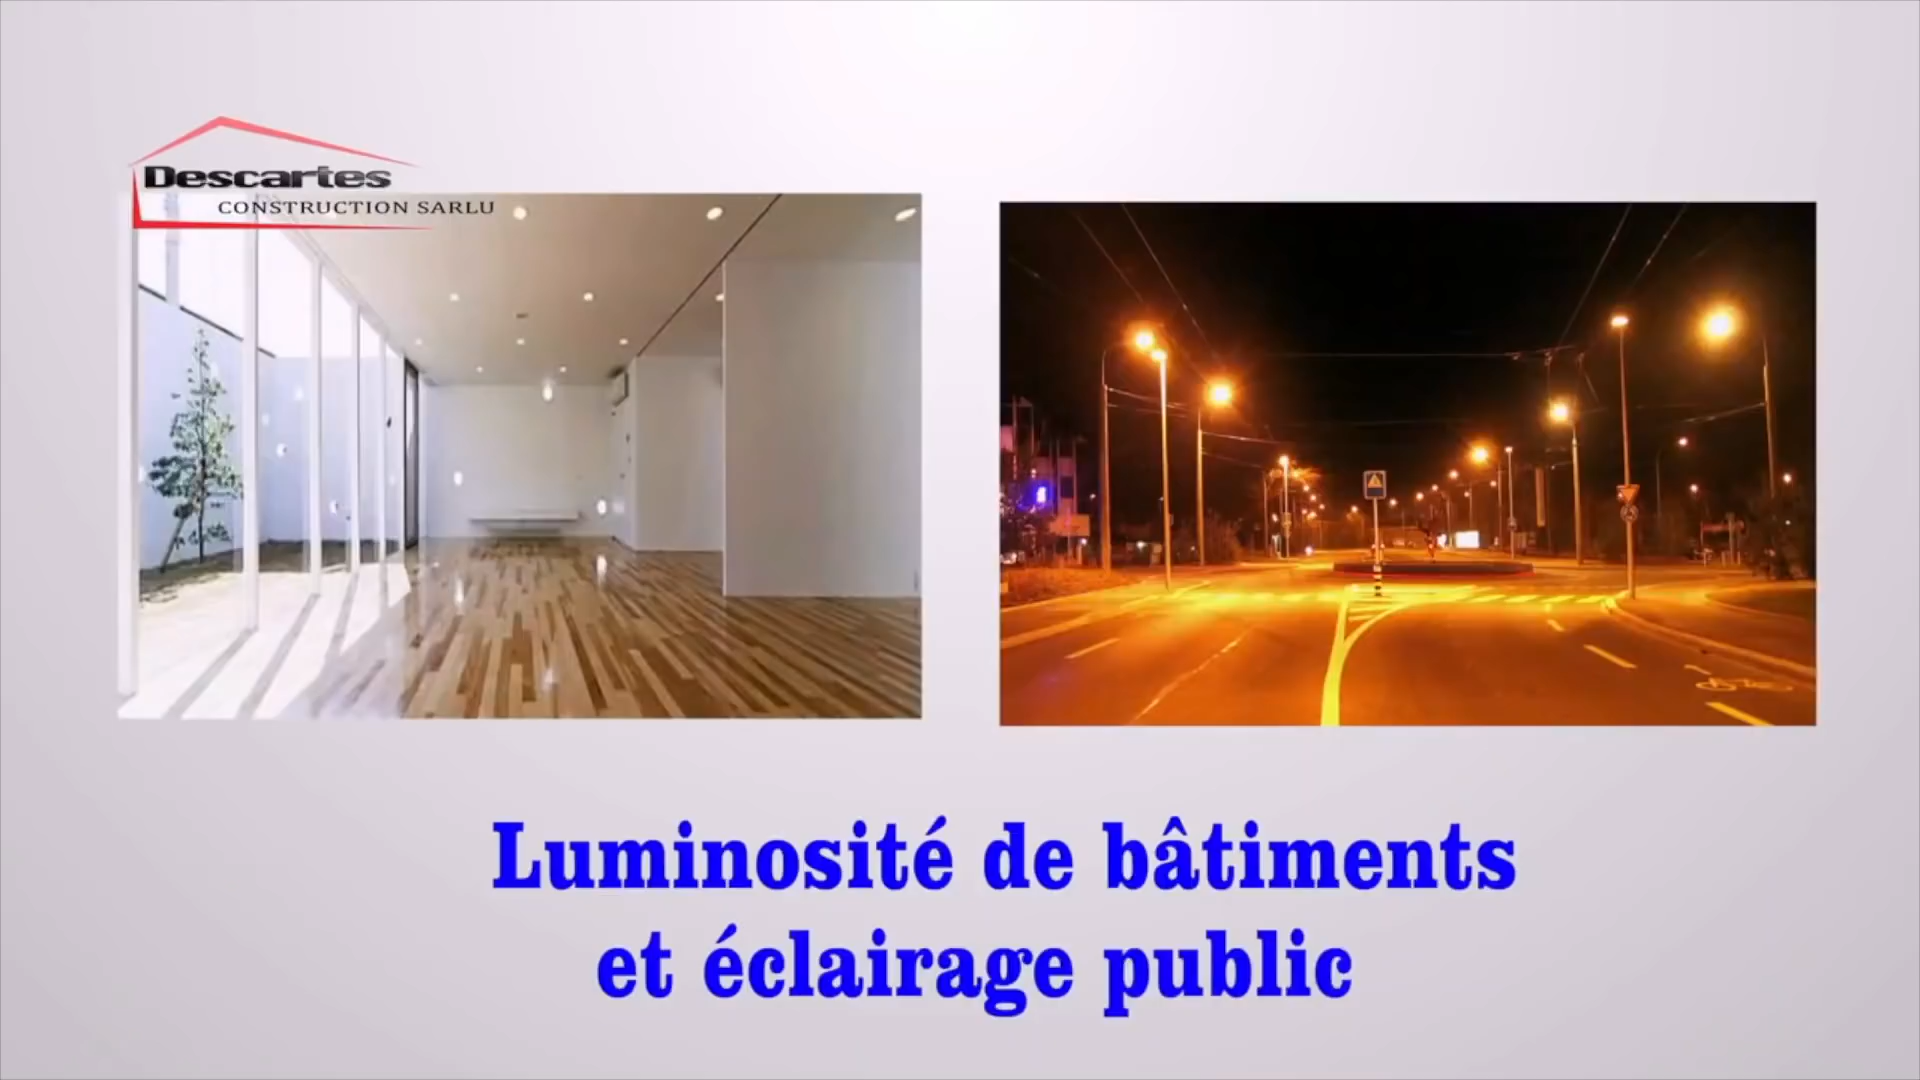 Descartes
CONSTRUCTION SARLU
Luminosité de bâtiments
et éclairage public